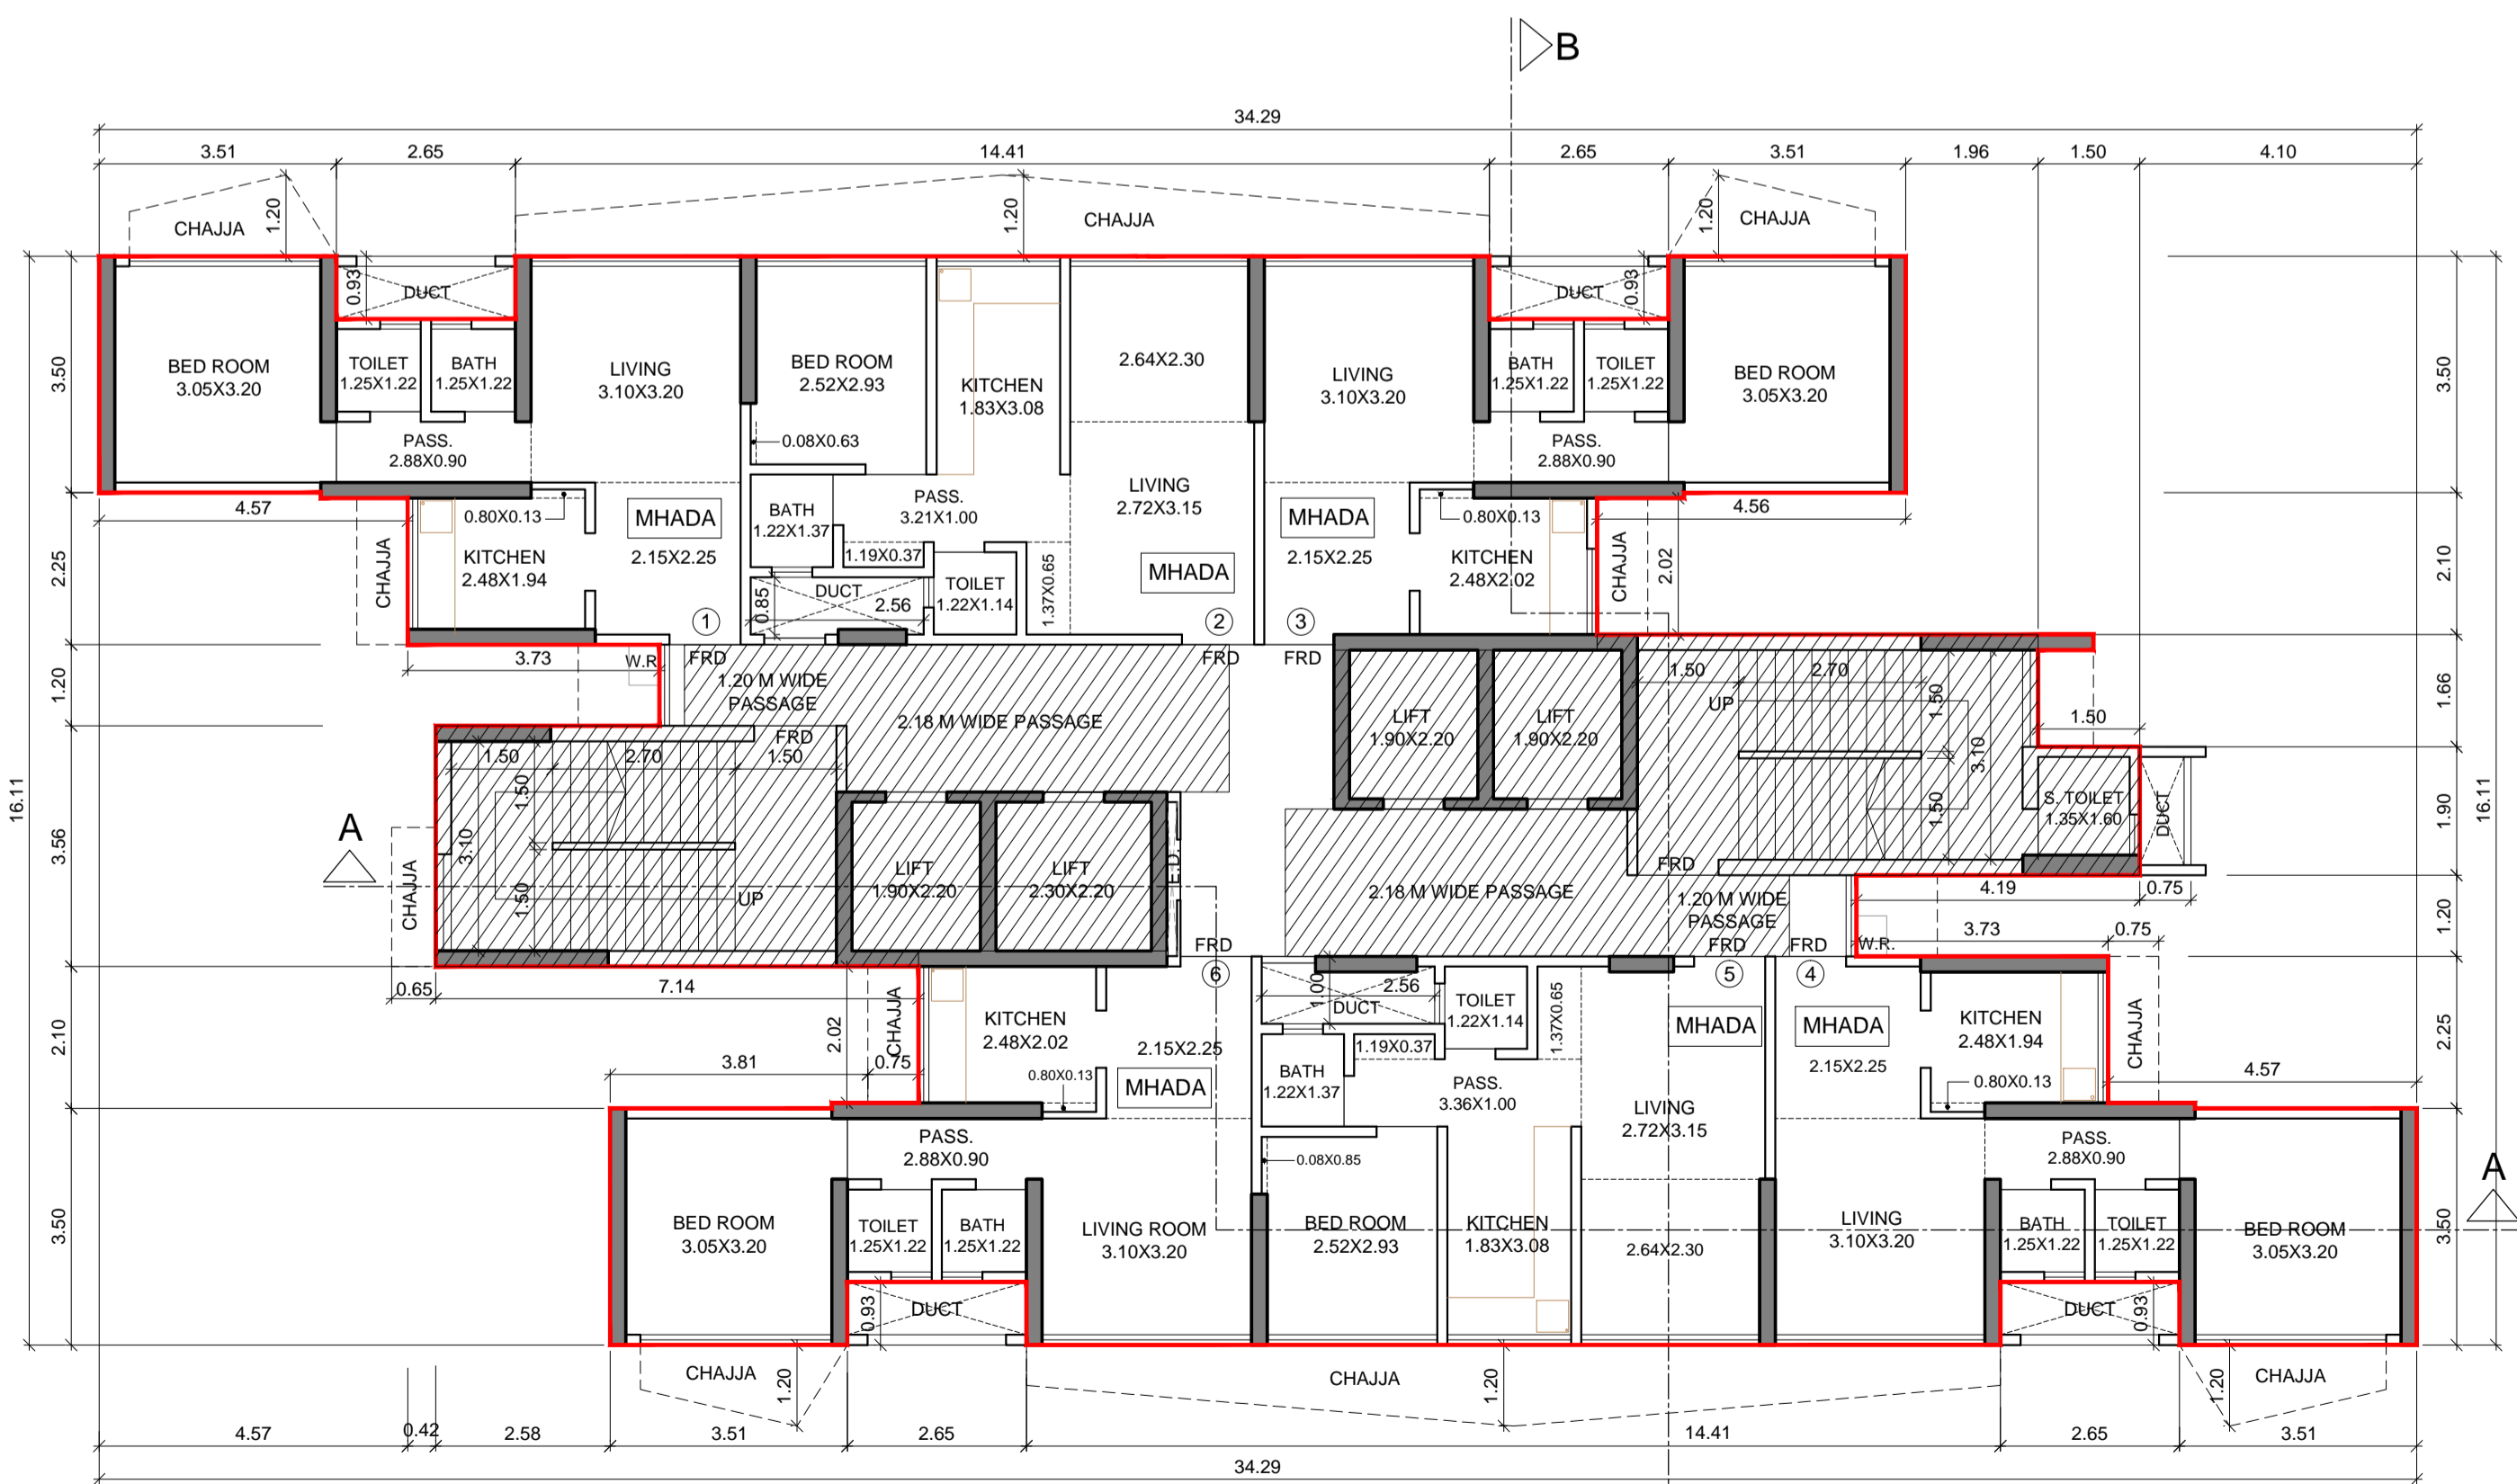 B
34.29
3.51
2.65
14.41
2.65
3.51
1.96
1.50
4.10
CHAJJA
1.20
1.20
CHAJJA
1.20
CHAJJA
0.93
DUCT
DUCT
0.93
3.50
BED ROOM
3.05X3.20
TOILET
1.25X1.22
BATH
1.25X1.22
LIVING
3.10X3.20
BED ROOM
2.52X2.93
KITCHEN
1.83X3.08
2.64X2.30
LIVING
3.10X3.20
BATH
1.25X1.22
TOILET
1.25X1.22
BED ROOM
3.05X3.20
3.50
PASS.
2.88X0.90
0.08X0.63
PASS.
2.88X0.90
4.57
0.80X0.13
MHADA
2.15X2.25
BATH
1.22X1.37
PASS.
3.21X1.00
LIVING
2.72X3.15
MHADA
2.15X2.25
0.80X0.13
4.56
2.25
CHAJJA
KITCHEN
2.48X1.94
1.19X0.37
MHADA
KITCHEN
2.48X2.02
CHAJJA
2.02
2.10
0.85
DUCT
2.56
TOILET
1.22X1.14
1.37X0.65
1
2
3
3.73
W.R.
FRD
FRD
FRD
1.20
1.20 M WIDE
PASSAGE
2.18 M WIDE PASSAGE
LIFT
1.90X2.20
LIFT
1.90X2.20
1.50
2.70
UP
1.50
1.66
1.50
FRD
1.50
2.70
1.50
1.50
3.10
16.11
3.56
A
3.10
1.50
1.50
S. TOILET
1.35X1.60
DUCT
1.90
16.11
CHAJJA
UP
LIFT
1.90X2.20
LIFT
2.30X2.20
E.D.
FRD
2.18 M WIDE PASSAGE
1.20 M WIDE
PASSAGE
4.19
0.75
1.20
FRD
FRD
FRD
W.R.
3.73
0.75
0.65
7.14
6
5
4
2.10
2.02
CHAJJA
KITCHEN
2.48X2.02
2.15X2.25
1.00
2.56
DUCT
TOILET
1.22X1.14
1.37X0.65
MHADA
MHADA
KITCHEN
2.48X1.94
CHAJJA
2.25
3.81
0.75
0.80X0.13
MHADA
1.19X0.37
BATH
1.22X1.37
PASS.
3.36X1.00
LIVING
2.72X3.15
2.15X2.25
0.80X0.13
4.57
PASS.
2.88X0.90
0.08X0.85
PASS.
2.88X0.90
A
3.50
BED ROOM
3.05X3.20
TOILET
1.25X1.22
BATH
1.25X1.22
LIVING ROOM
3.10X3.20
BED ROOM
2.52X2.93
KITCHEN
1.83X3.08
2.64X2.30
LIVING
3.10X3.20
BATH
1.25X1.22
TOILET
1.25X1.22
BED ROOM
3.05X3.20
3.50
0.93
DUCT
DUCT
0.93
CHAJJA
1.20
CHAJJA
1.20
1.20
CHAJJA
4.57
0.42
2.58
3.51
2.65
14.41
2.65
3.51
34.29